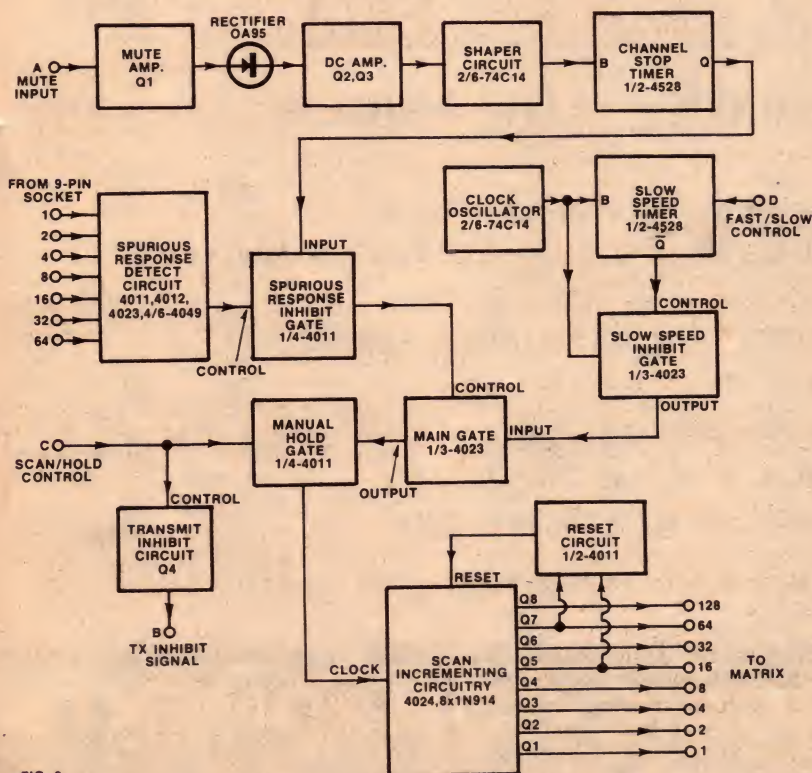 RECTIFIER
OA95
MUTE
AMP.
Q1
DC AMP.
Q2,Q3
SHAPER
CIRCUIT
2/6-74C14
B
CHANNEL
STOP
TIMER
1/2-4528
Q
A
MUTE
INPUT
FROM 9-PIN
SOCKET
1
2
4
8
16
32
64
SPURIOUS
RESPONSE
DETECT
CIRCUIT
4011,4012,
4023,4/6-4049
CONTROL
INPUT
SPURIOUS
RESPONSE
INHIBIT
GATE
1/4-4011
CLOCK
OSCILLATOR
2/6-74C14
B
SLOW
SPEED
TIMER
1/2-4528
Q̅
D
FAST/SLOW
CONTROL
CONTROL
SLOW SPEED
INHIBIT
GATE
1/3-4023
OUTPUT
CONTROL
MAIN GATE
1/3-4023
INPUT
OUTPUT
MANUAL
HOLD
GATE
1/4-4011
C
SCAN/HOLD
CONTROL
CONTROL
TRANSMIT
INHIBIT
CIRCUIT
Q4
B
TX INHIBIT
SIGNAL
RESET
CIRCUIT
1/2-4011
RESET
CLOCK
SCAN
INCREMENTING
CIRCUITRY
4024,8x1N914
Q8 128
Q7 64
Q6 32
Q5 16
Q4 8
Q3 4
Q2 2
Q1 1
TO
MATRIX